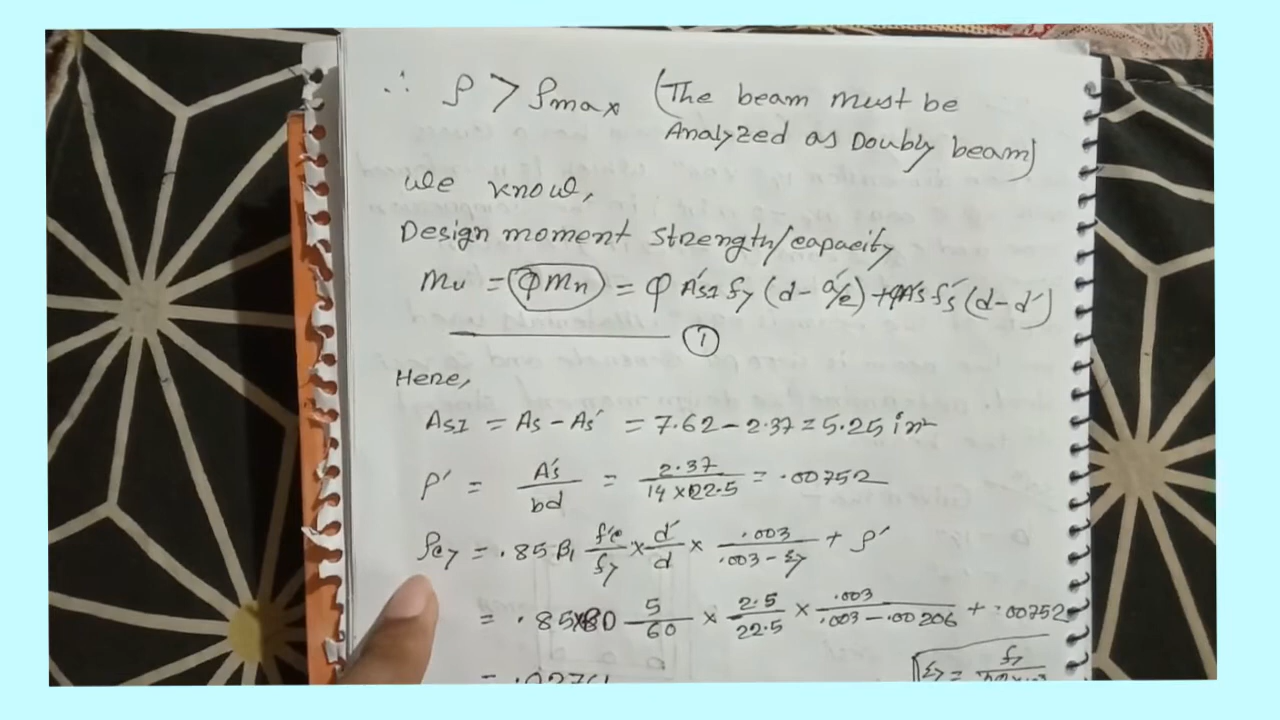 ∴ ρ > ρmax (The beam must be
Analyzed as Doubly beam)
We know,
Design moment strength/capacity
Mu = φMn = φ As1 fy (d - a/2) + φA's f's (d - d')
①
Here,
As1 = As - A's = 7.62 - 2.37 = 5.25 in²
ρ' = A's / bd = 2.37 / 14 × 22.5 = .00752
ρcy = .85 β1 f'c / fy × d' / d × .003 / .003 - εy + ρ'
= .85 × .80 5 / 60 × 2.5 / 22.5 × .003 / .003 - .00206 + .00752
εy = fy